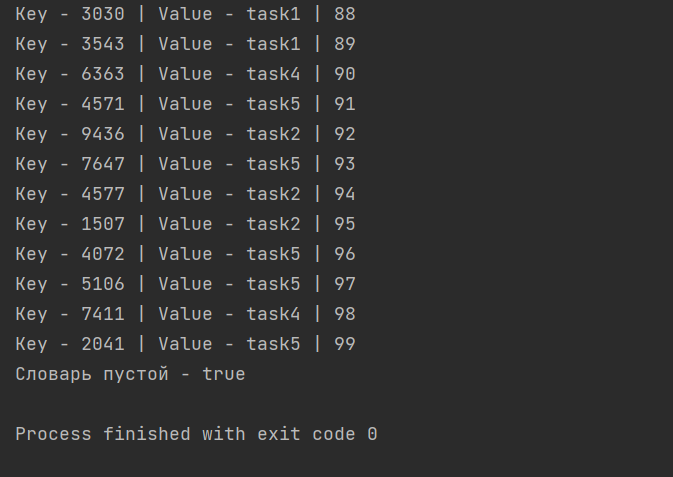 Key - 3030 | Value - task1 | 88
Key - 3543 | Value - task1 | 89
Key - 6363 | Value - task4 | 90
Key - 4571 | Value - task5 | 91
Key - 9436 | Value - task2 | 92
Key - 7647 | Value - task5 | 93
Key - 4577 | Value - task2 | 94
Key - 1507 | Value - task2 | 95
Key - 4072 | Value - task5 | 96
Key - 5106 | Value - task5 | 97
Key - 7411 | Value - task4 | 98
Key - 2041 | Value - task5 | 99
Словарь пустой - true
Process finished with exit code 0